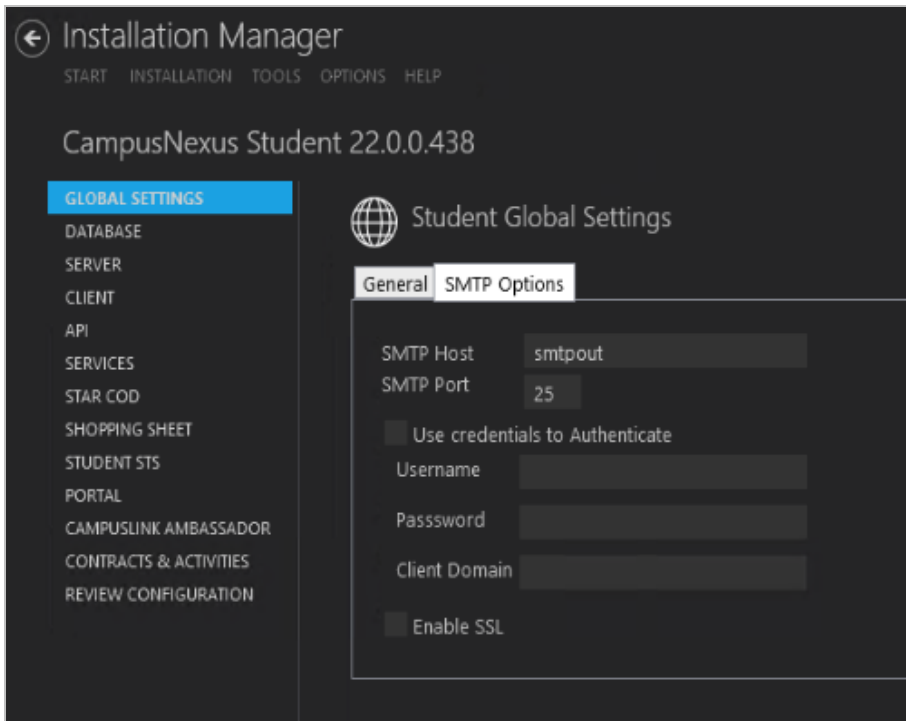 Installation Manager
START INSTALLATION TOOLS OPTIONS HELP
CampusNexus Student 22.0.0.438
GLOBAL SETTINGS
DATABASE
SERVER
CLIENT
API
SERVICES
STAR COD
SHOPPING SHEET
STUDENT STS
PORTAL
CAMPUSLINK AMBASSADOR
CONTRACTS & ACTIVITIES
REVIEW CONFIGURATION
Student Global Settings
General SMTP Options
SMTP Host smtpout
SMTP Port 25
Use credentials to Authenticate
Username
Passsword
Client Domain
Enable SSL